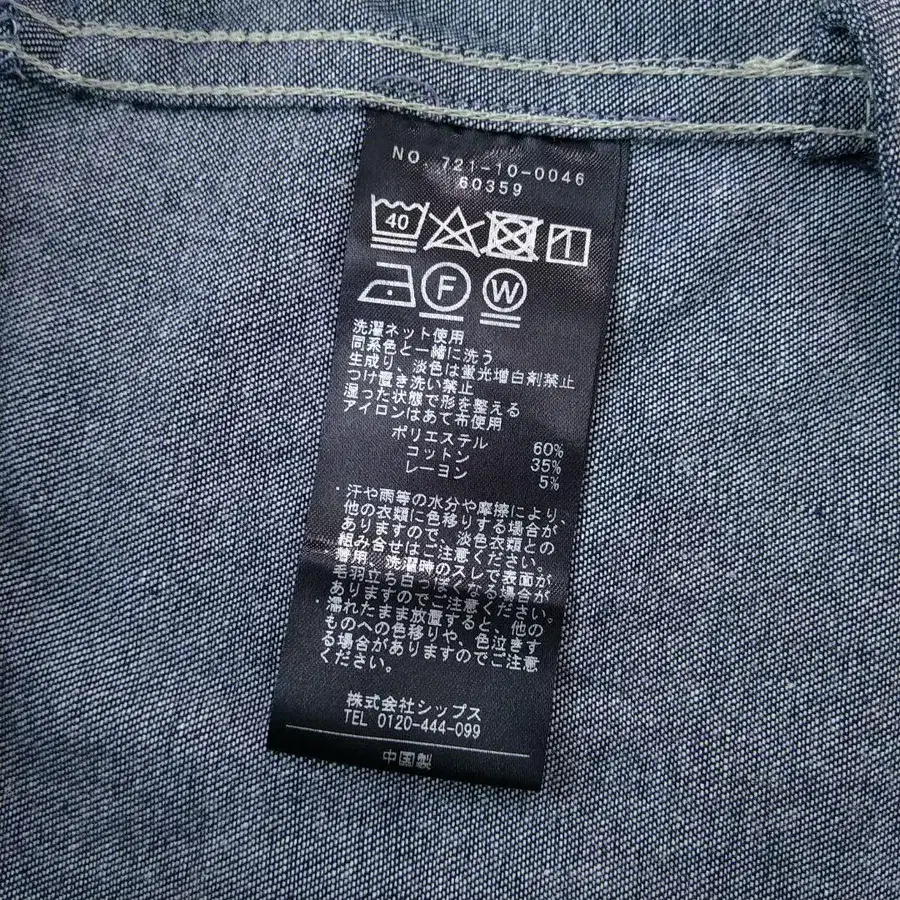 NO. 721-10-0046
60359
40
F W
洗濯ネット使用
同系色と一緒に洗う
生成り、淡色は蛍光増白剤禁止
つけ置き洗い禁止
湿った状態で形を整える
アイロンはあて布使用
ポリエステル 60%
コットン 35%
レーヨン 5%
・汗や雨等の水分や摩擦により、
他の衣類に色移りする場合が
ありますので、淡色衣類との
組み合せはご注意ください。
着用、洗濯時のスレで表面が
毛羽立ち白っぽくなる場合が
ありますのでご注意ください。
・濡れたまま放置すると、他の
ものへの色移りや、色泣きす
る場合がありますのでご注意
ください。
株式会社シップス
TEL 0120-444-099
中国製